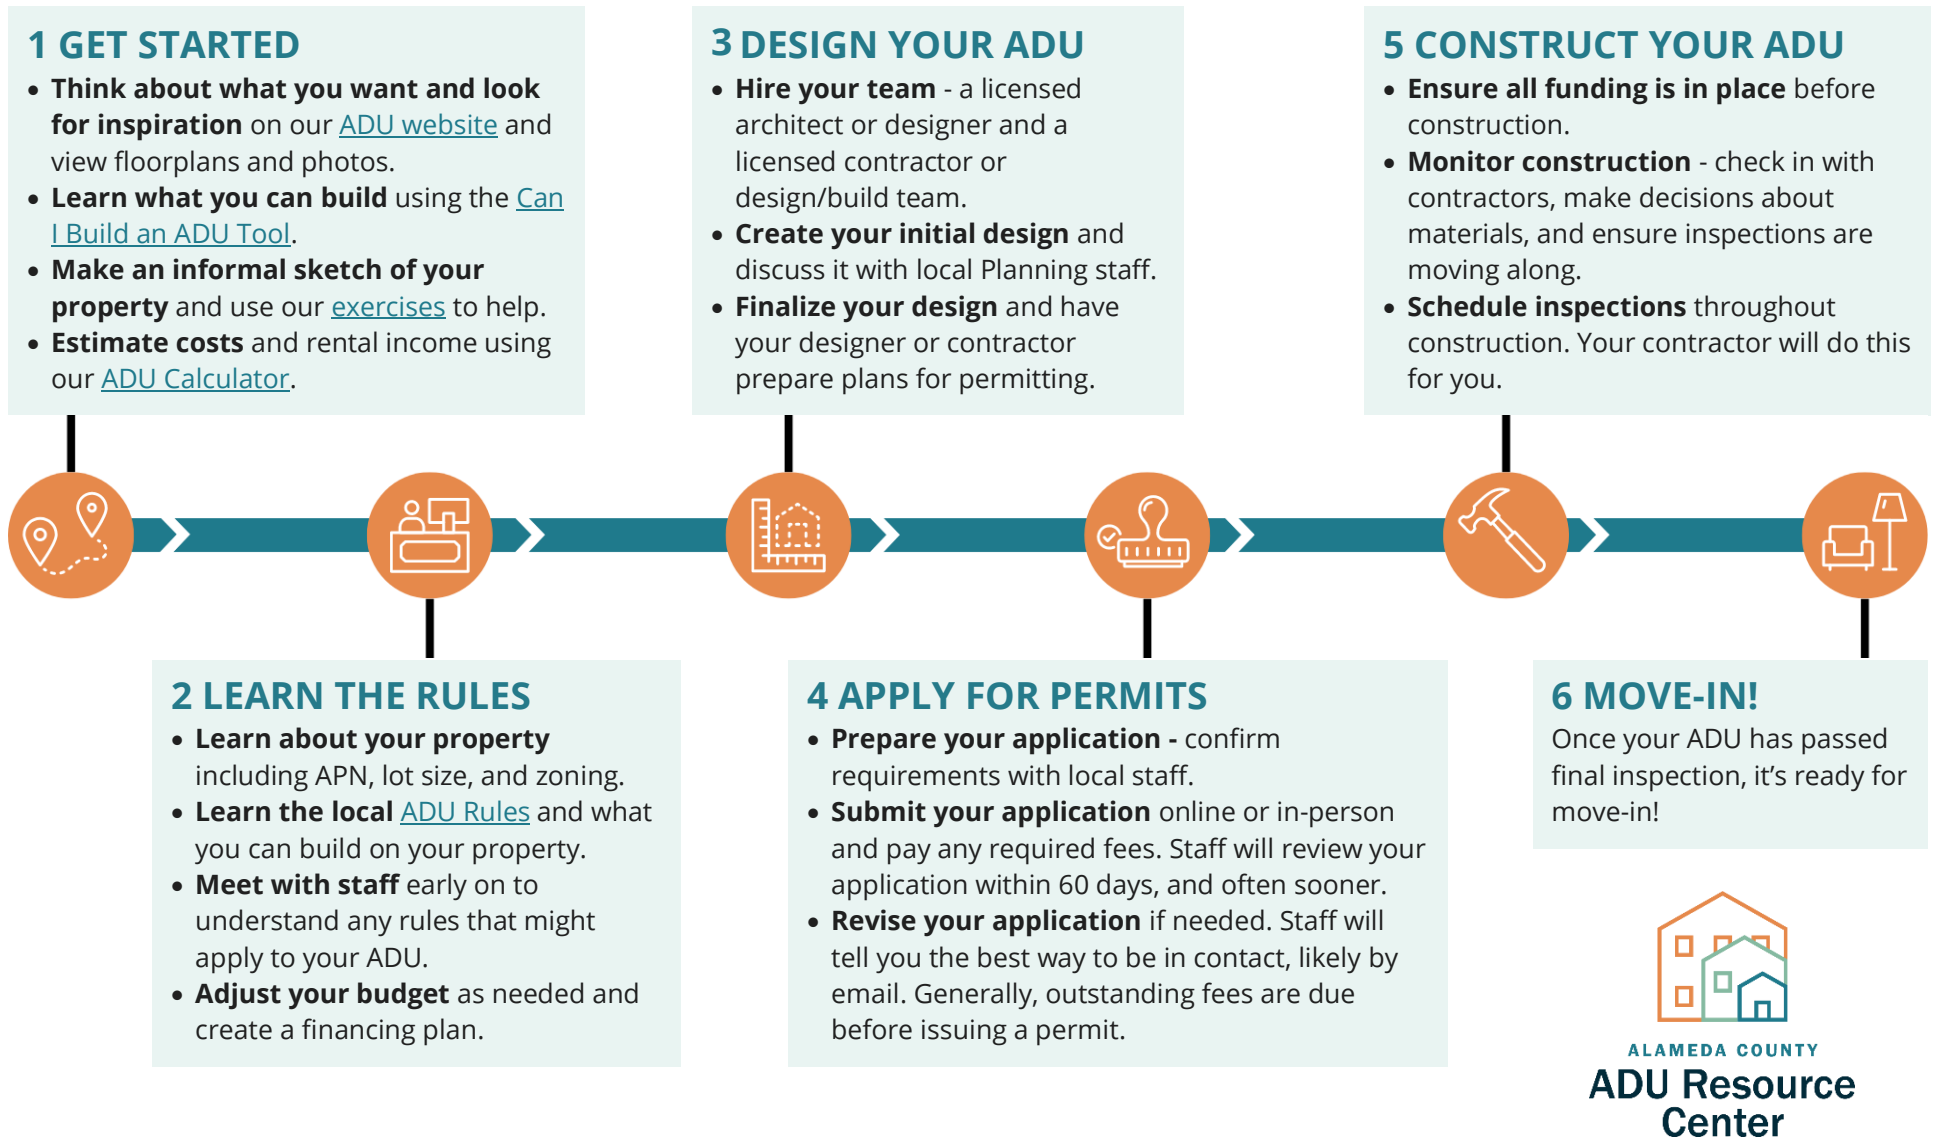 1 GET STARTED
• Think about what you want and look
for inspiration on our ADU website and
view floorplans and photos.
• Learn what you can build using the Can
I Build an ADU Tool.
• Make an informal sketch of your
property and use our exercises to help.
• Estimate costs and rental income using
our ADU Calculator.
2 LEARN THE RULES
• Learn about your property
including APN, lot size, and zoning.
• Learn the local ADU Rules and what
you can build on your property.
• Meet with staff early on to
understand any rules that might
apply to your ADU.
• Adjust your budget as needed and
create a financing plan.
3 DESIGN YOUR ADU
• Hire your team - a licensed
architect or designer and a
licensed contractor or
design/build team.
• Create your initial design and
discuss it with local Planning staff.
• Finalize your design and have
your designer or contractor
prepare plans for permitting.
4 APPLY FOR PERMITS
• Prepare your application - confirm
requirements with local staff.
• Submit your application online or in-person
and pay any required fees. Staff will review your
application within 60 days, and often sooner.
• Revise your application if needed. Staff will
tell you the best way to be in contact, likely by
email. Generally, outstanding fees are due
before issuing a permit.
5 CONSTRUCT YOUR ADU
• Ensure all funding is in place before
construction.
• Monitor construction - check in with
contractors, make decisions about
materials, and ensure inspections are
moving along.
• Schedule inspections throughout
construction. Your contractor will do this
for you.
6 MOVE-IN!
Once your ADU has passed
final inspection, it's ready for
move-in!
ALAMEDA COUNTY
ADU Resource
Center